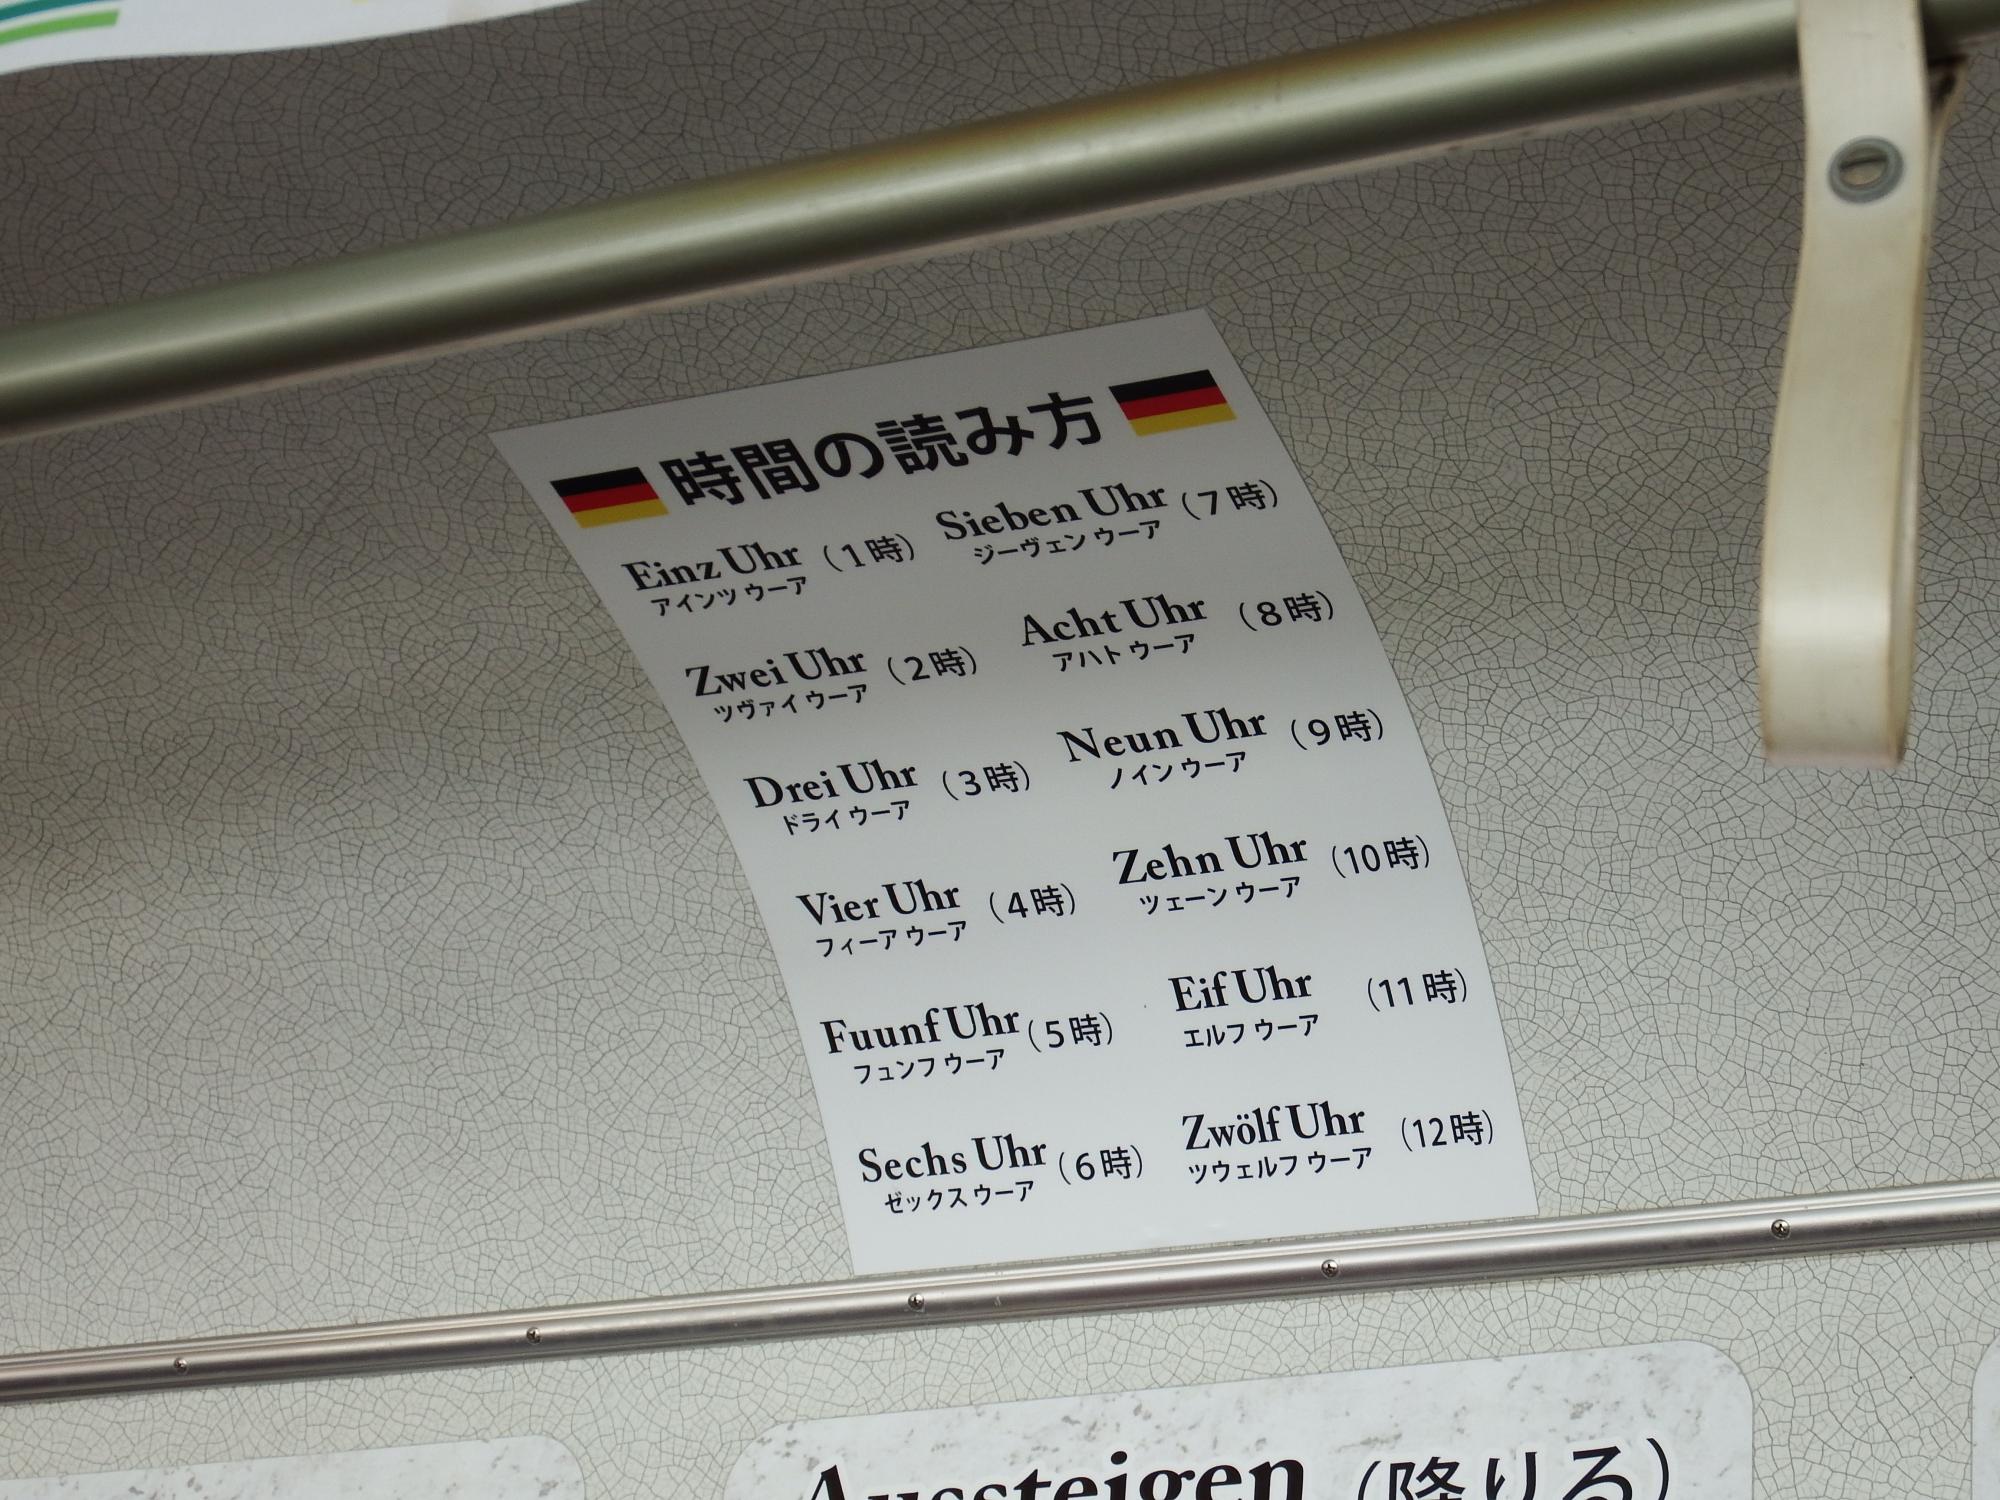 時間の読み方
Einz Uhr (1時)
アインツ ウーア
Zwei Uhr (2時)
ツヴァイ ウーア
Drei Uhr (3時)
ドライ ウーア
Vier Uhr (4時)
フィーア ウーア
Fuunf Uhr (5時)
フュンフ ウーア
Sechs Uhr (6時)
ゼックス ウーア
Sieben Uhr (7時)
ジーヴェン ウーア
Acht Uhr (8時)
アハト ウーア
Neun Uhr (9時)
ノイン ウーア
Zehn Uhr (10時)
ツェーン ウーア
Eif Uhr (11時)
エルフ ウーア
Zwölf Uhr (12時)
ツウェルフ ウーア
Aussteigen (降りる)